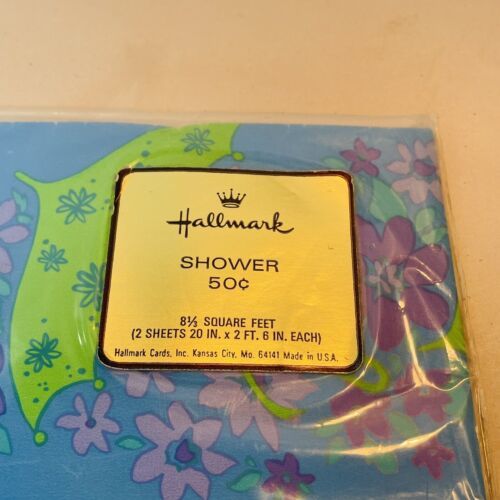 Hallmark
SHOWER
50¢
8⅓ SQUARE FEET
(2 SHEETS 20 IN. x 2 FT. 6 IN. EACH)
Hallmark Cards, Inc. Kansas City, Mo. 64141 Made in U.S.A.